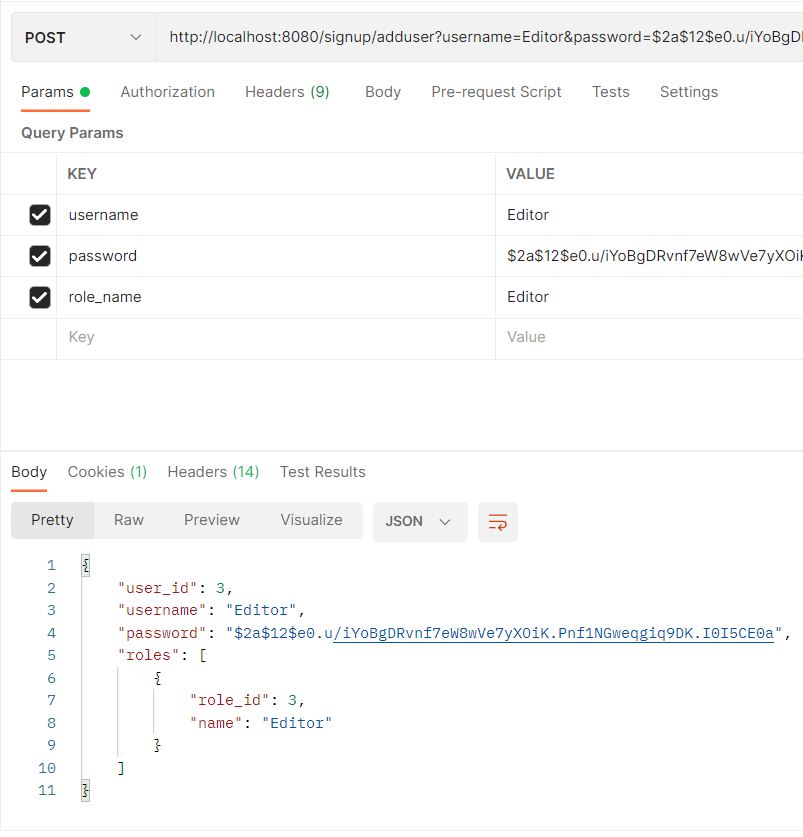 POST http://localhost:8080/signup/adduser?username=Editor&password=$2a$12$e0.u/iYoBgD
Params Authorization Headers (9) Body Pre-request Script Tests Settings
Query Params
KEY VALUE
username Editor
password $2a$12$e0.u/iYoBgDRvnf7eW8wVe7yXOiK
role_name Editor
Key Value
Body Cookies (1) Headers (14) Test Results
Pretty Raw Preview Visualize JSON
1 {
2 "user_id": 3,
3 "username": "Editor",
4 "password": "$2a$12$e0.u/iYoBgDRvnf7eW8wVe7yXOiK.Pnf1NGweqgiq9DK.I0I5CE0a",
5 "roles": [
6 {
7 "role_id": 3,
8 "name": "Editor"
9 }
10 ]
11 }